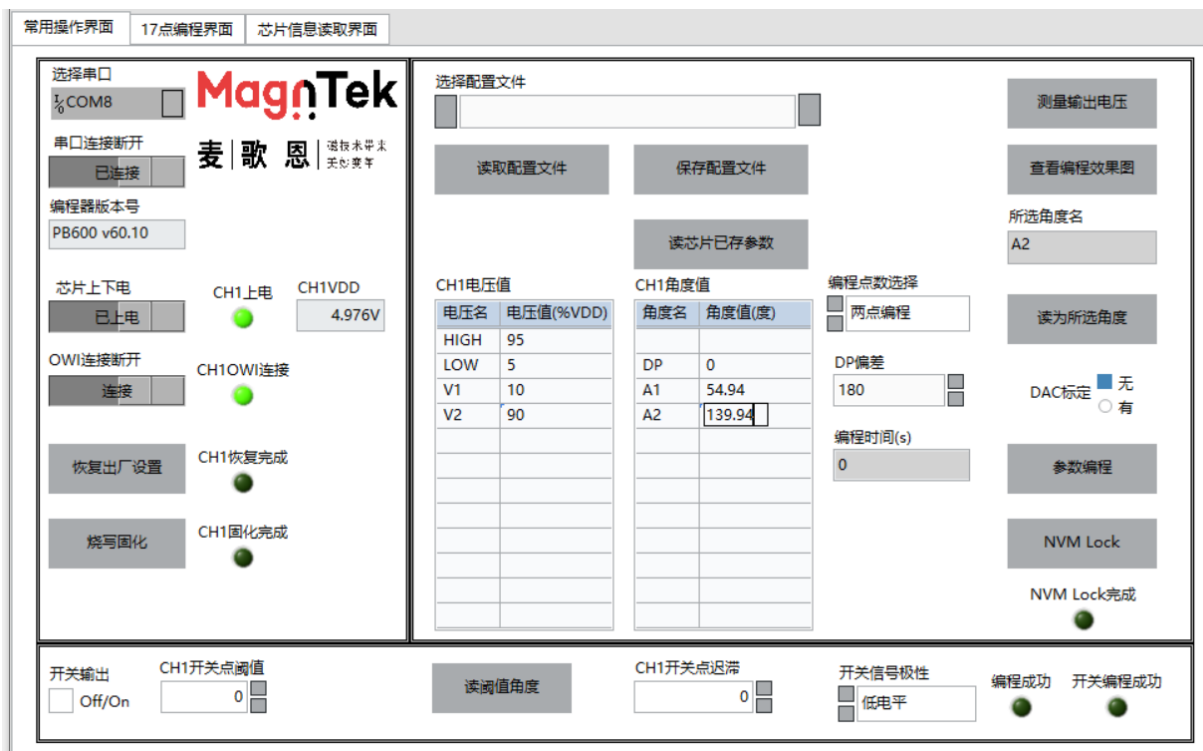 常用操作界面 17点编程界面 芯片信息读取界面
选择串口
COM8
MagnTek
麦歌恩
磁技术带来
美妙变革
串口连接断开
已连接
编程器版本号
PB600 v60.10
芯片上下电
已上电
CH1上电
CH1VDD
4.976V
OWI连接断开
连接
CH1OWI连接
恢复出厂设置
CH1恢复完成
烧写固化
CH1固化完成
选择配置文件
读取配置文件
保存配置文件
读芯片已存参数
CH1电压值
电压名 电压值(%VDD)
HIGH 95
LOW 5
V1 10
V2 90
CH1角度值
角度名 角度值(度)
DP 0
A1 54.94
A2 139.94
编程点数选择
两点编程
DP偏差
180
编程时间(s)
0
测量输出电压
查看编程效果图
所选角度名
A2
读为所选角度
DAC标定
无
有
参数编程
NVM Lock
NVM Lock完成
开关输出
Off/On
CH1开关点阈值
0
读阈值角度
CH1开关点迟滞
0
开关信号极性
低电平
编程成功
开关编程成功